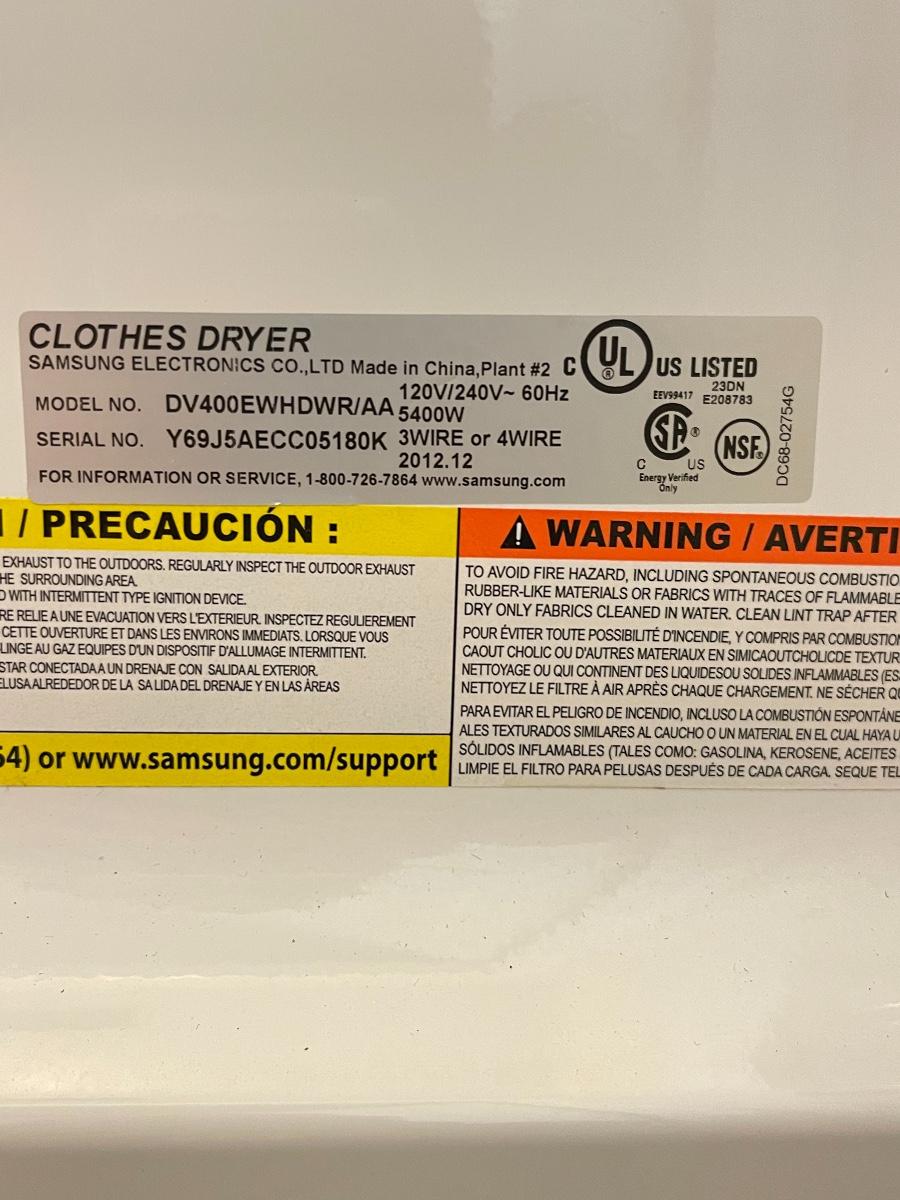 CLOTHES DRYER
SAMSUNG ELECTRONICS CO.,LTD Made in China,Plant #2
C UL ® US LISTED
MODEL NO. DV400EWHDWR/AA
120V/240V~ 60Hz
5400W
EEV99417
23DN
E208783
SERIAL NO. Y69J5AECC05180K
3WIRE or 4WIRE
2012.12
SA ®
C US
Energy Verified
Only
NSF®
DC68-02754G
FOR INFORMATION OR SERVICE, 1-800-726-7864 www.samsung.com
/ PRECAUCIÓN :
EXHAUST TO THE OUTDOORS. REGULARLY INSPECT THE OUTDOOR EXHAUST
HE SURROUNDING AREA.
D WITH INTERMITTENT TYPE IGNITION DEVICE.
RE RELIE A UNE EVACUATION VERS L'EXTERIEUR. INSPECTEZ REGULIEREMENT
CETTE OUVERTURE ET DANS LES ENVIRONS IMMEDIATS. LORSQUE VOUS
LINGE AU GAZ EQUIPES D'UN DISPOSITIF D'ALLUMAGE INTERMITTENT.
STAR CONECTADA A UN DRENAJE CON SALIDA AL EXTERIOR.
ELUSA ALREDEDOR DE LA SALIDA DEL DRENAJE Y EN LAS ÀREAS
64) or www.samsung.com/support
WARNING / AVERTI
TO AVOID FIRE HAZARD, INCLUDING SPONTANEOUS COMBUSTIO
RUBBER-LIKE MATERIALS OR FABRICS WITH TRACES OF FLAMMABLE
DRY ONLY FABRICS CLEANED IN WATER. CLEAN LINT TRAP AFTER
POUR ÉVITER TOUTE POSSIBILITÉ D'INCENDIE, Y COMPRIS PAR COMBUSTION
CAOUT CHOLIC OU D'AUTRES MATERIAUX EN SIMICAOUTCHOLICDE TEXTUR
NETTOYAGE OU QUI CONTINENT DES LIQUIDESOU SOLIDES INFLAMMABLES (ES
NETTOYEZ LE FILTRE À AIR APRÈS CHAQUE CHARGEMENT. NE SÉCHER QU
PARA EVITAR EL PELIGRO DE INCENDIO, INCLUSO LA COMBUSTIÓN ESPONTÁNE
ALES TEXTURADOS SIMILARES AL CAUCHO O UN MATERIAL EN EL CUAL HAYA U
SÓLIDOS INFLAMABLES (TALES COMO: GASOLINA, KEROSENE, ACEITES
LIMPIE EL FILTRO PARA PELUSAS DESPUÉS DE CADA CARGA. SEQUE TEL